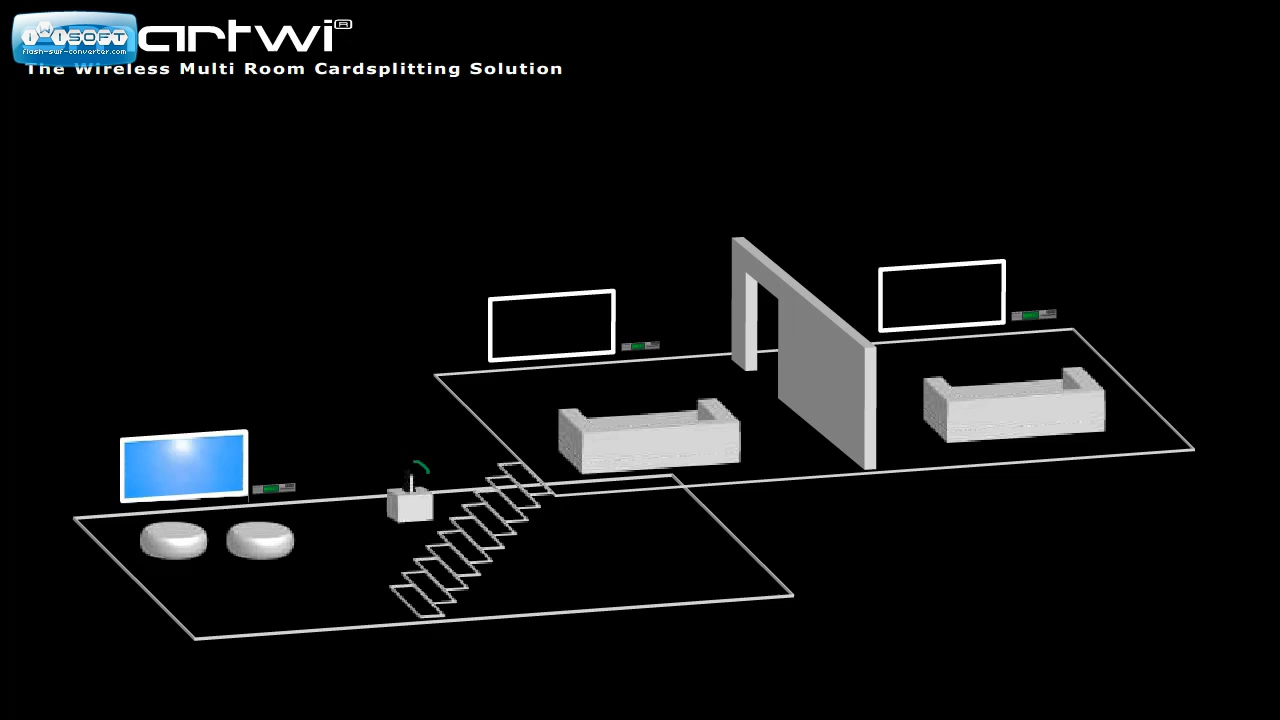 artwi®
iWiSOFT
flash-swf-converter.com
The Wireless Multi Room Cardsplitting Solution